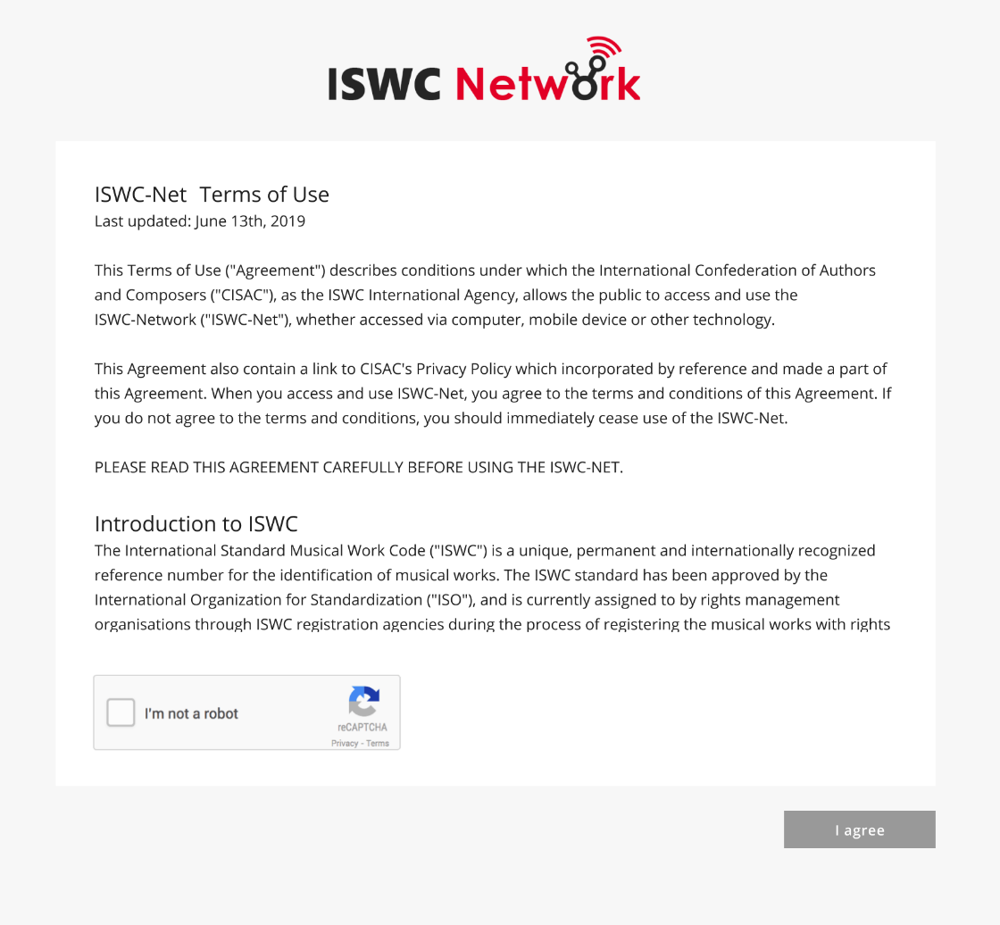 ISWC Network
ISWC-Net Terms of Use
Last updated: June 13th, 2019
This Terms of Use ("Agreement") describes conditions under which the International Confederation of Authors
and Composers ("CISAC"), as the ISWC International Agency, allows the public to access and use the
ISWC-Network ("ISWC-Net"), whether accessed via computer, mobile device or other technology.
This Agreement also contain a link to CISAC's Privacy Policy which incorporated by reference and made a part of
this Agreement. When you access and use ISWC-Net, you agree to the terms and conditions of this Agreement. If
you do not agree to the terms and conditions, you should immediately cease use of the ISWC-Net.
PLEASE READ THIS AGREEMENT CAREFULLY BEFORE USING THE ISWC-NET.
Introduction to ISWC
The International Standard Musical Work Code ("ISWC") is a unique, permanent and internationally recognized
reference number for the identification of musical works. The ISWC standard has been approved by the
International Organization for Standardization ("ISO"), and is currently assigned to by rights management
organisations through ISWC registration agencies during the process of registering the musical works with rights
I'm not a robot
reCAPTCHA
Privacy - Terms
I agree